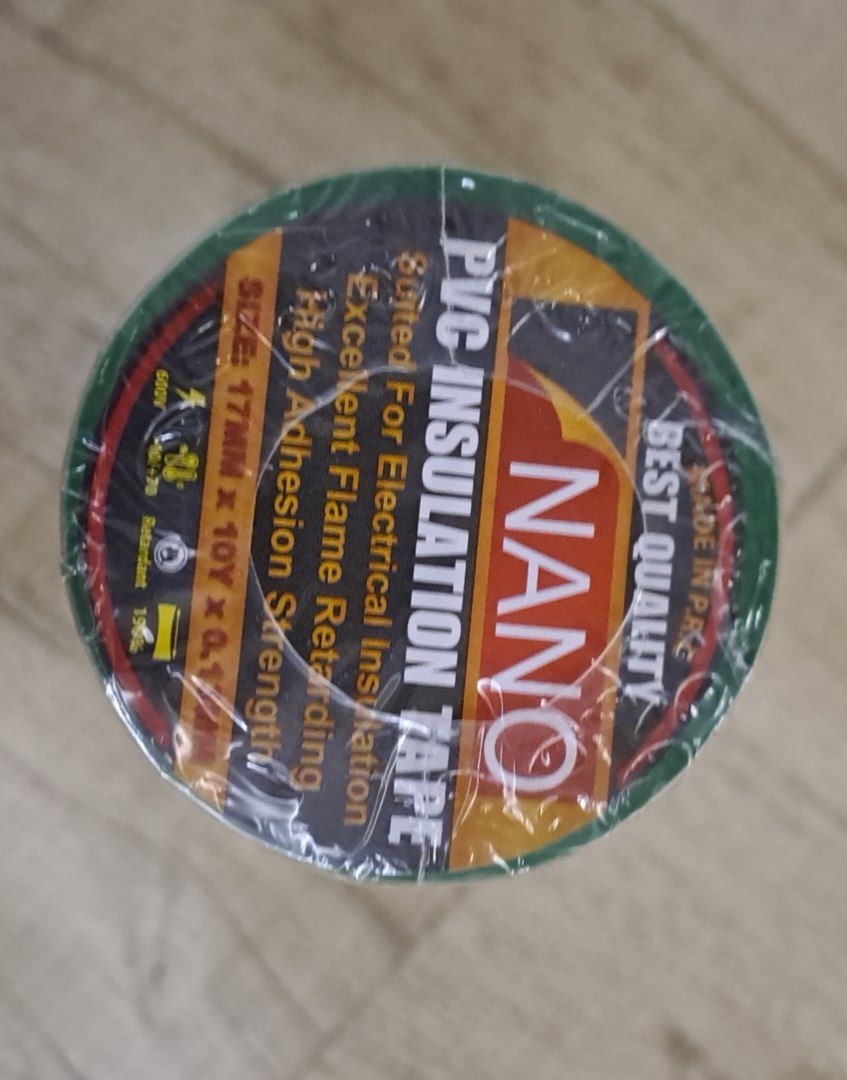 MADE IN P.R.C
BEST QUALITY
NANO
PVC INSULATION TAPE
Suited For Electrical Insulation
Excellent Flame Retarding
High Adhesion Strength
SIZE: 17MM x 10Y x
600V
Retardant